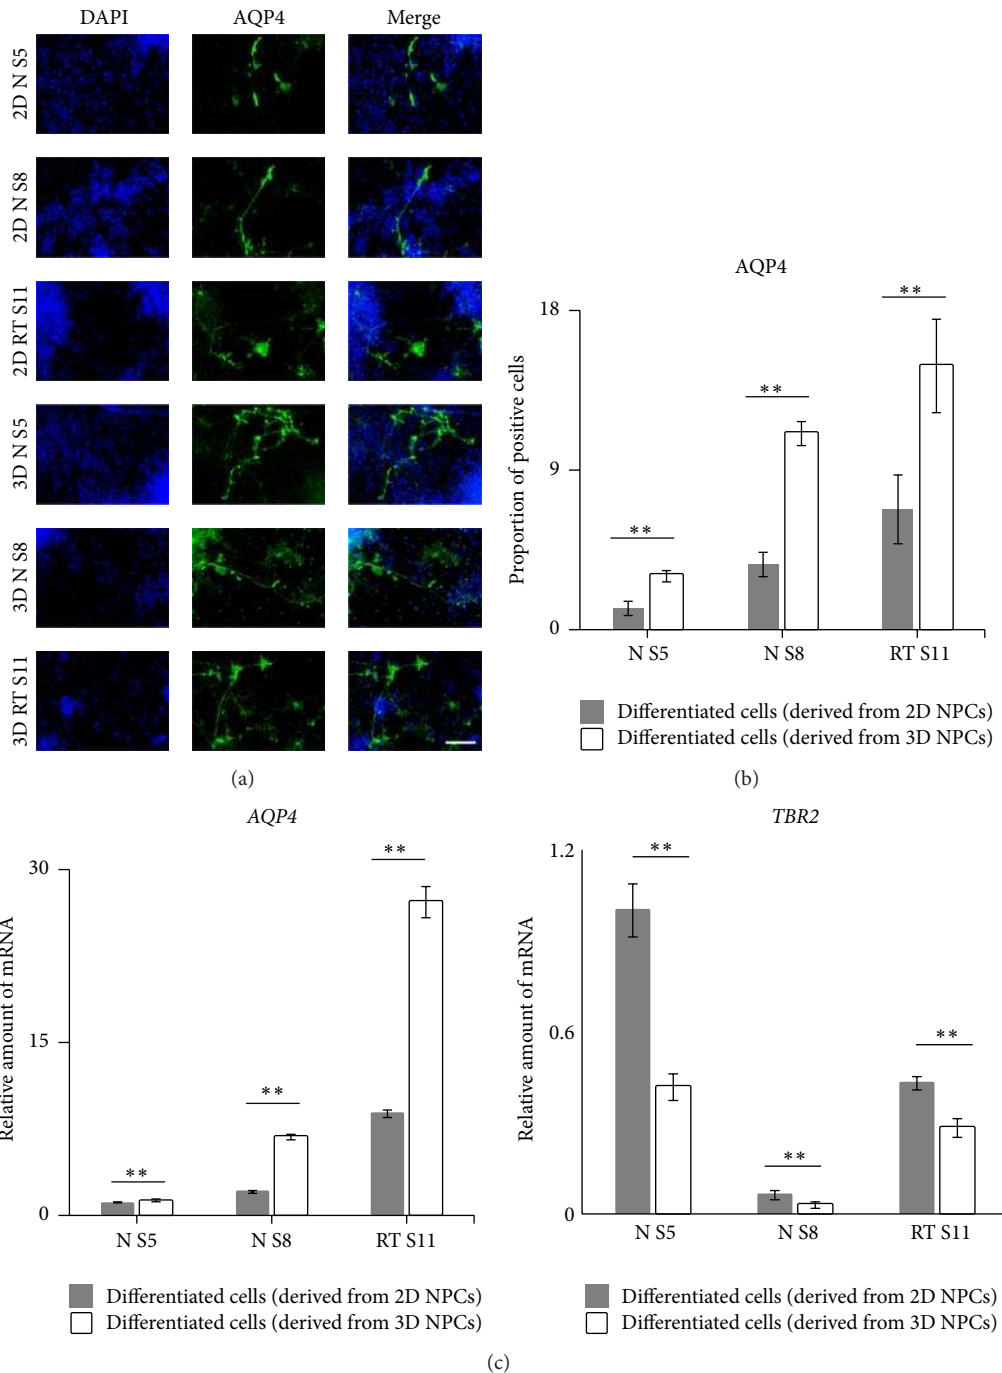 DAPI AQP4 Merge
2D N S5
2D N S8
2D RT S11
3D N S5
3D N S8
3D RT S11
(a)
AQP4
Proportion of positive cells
18
9
0
**
**
**
N S5 N S8 RT S11
Differentiated cells (derived from 2D NPCs)
Differentiated cells (derived from 3D NPCs)
(b)
AQP4
Relative amount of mRNA
30
15
0
**
**
**
N S5 N S8 RT S11
Differentiated cells (derived from 2D NPCs)
Differentiated cells (derived from 3D NPCs)
TBR2
Relative amount of mRNA
1.2
0.6
0
**
**
**
N S5 N S8 RT S11
Differentiated cells (derived from 2D NPCs)
Differentiated cells (derived from 3D NPCs)
(c)